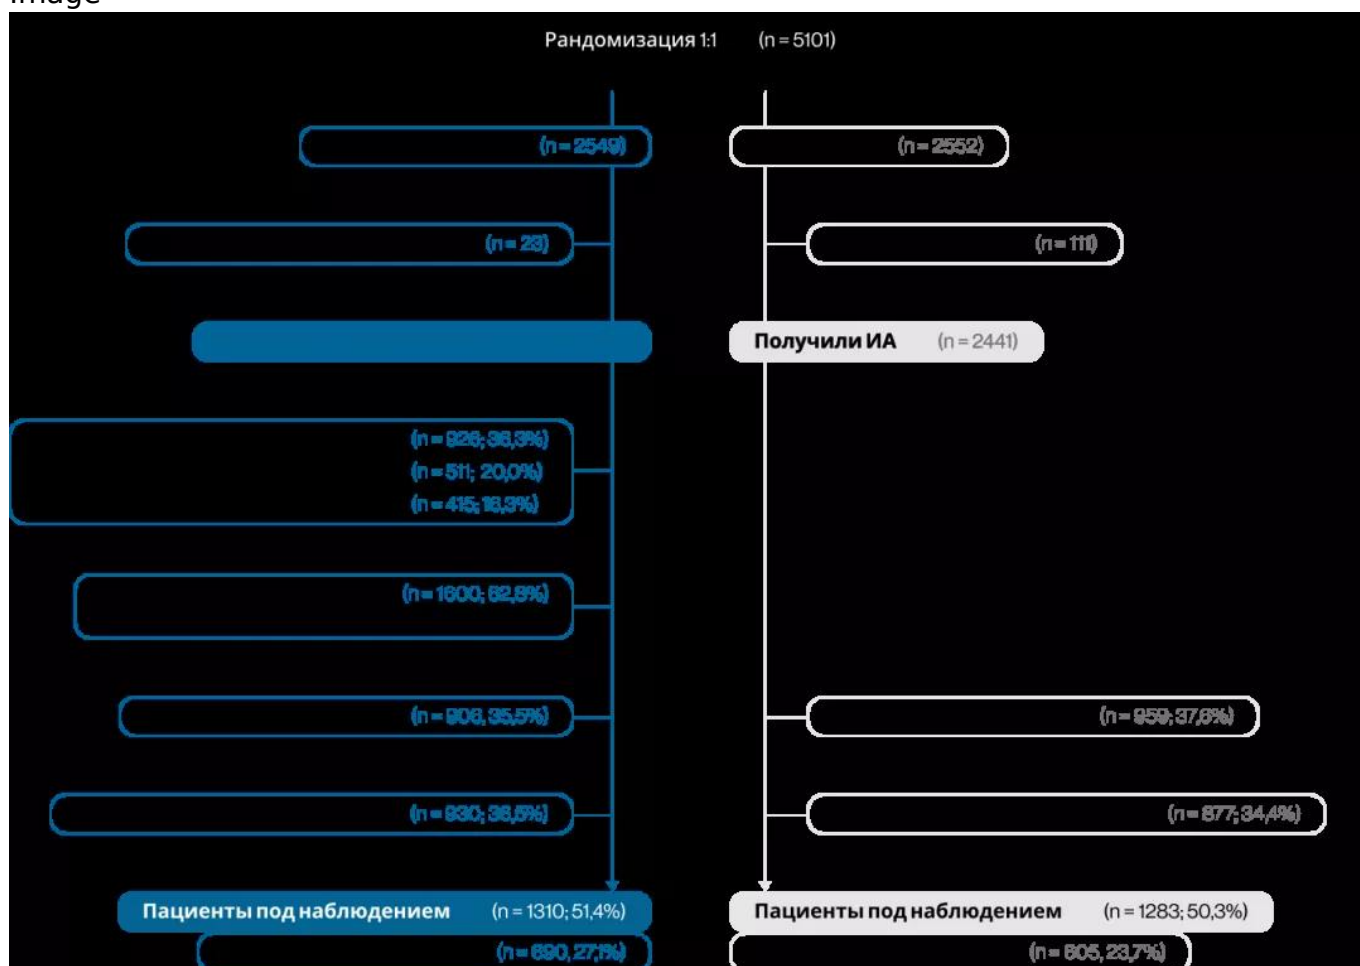 Рандомизация 1:1 (n = 5101)
(n = 2549) (n = 2552)
(n = 23) (n = 111)
Получили ИА (n = 2441)
(n = 926; 36,3%)
(n = 511; 20,0%)
(n = 415; 16,3%)
(n = 1600; 62,8%)
(n = 906, 35,5%) (n = 959; 37,6%)
(n = 930; 36,5%) (n = 877; 34,4%)
Пациенты под наблюдением (n = 1310; 51,4%) Пациенты под наблюдением (n = 1283; 50,3%)
(n = 690, 27,1%) (n = 605, 23,7%)